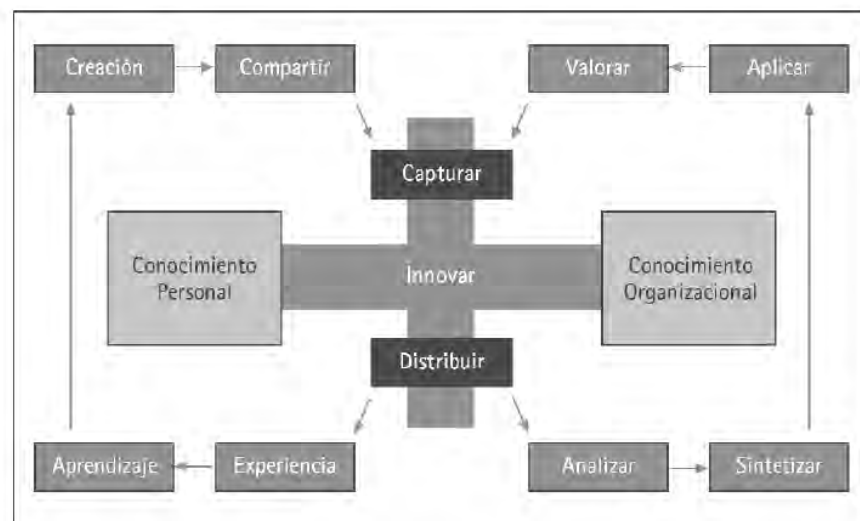 Creación
Compartir
Valorar
Aplicar
Capturar
Conocimiento
Personal
Innovar
Conocimiento
Organizacional
Distribuir
Aprendizaje
Experiencia
Analizar
Sintetizar